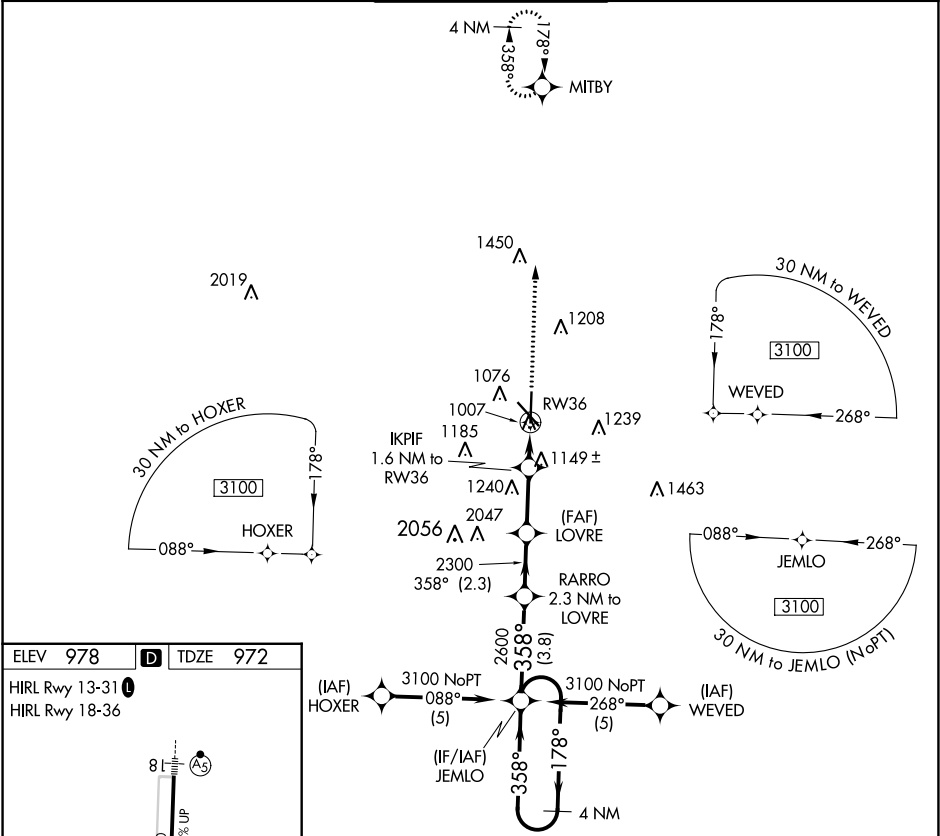 4 NM
178°
358°
MITBY
1450
2019
1208
30 NM to WEVED
178°
3100
WEVED
268°
1076
1007
RW36
1239
30 NM to HOXER
178°
3100
HOXER
088°
IKPIF
1.6 NM to
RW36
1185
1149 ±
1240
1463
2056
2047
(FAF)
LOVRE
2300
358° (2.3)
RARRO
2.3 NM to
LOVRE
088°
268°
JEMLO
3100
30 NM to JEMLO (NoPT)
2600
358°
(3.8)
(IAF)
HOXER
3100 NoPT
088°
(5)
3100 NoPT
268°
(5)
(IAF)
WEVED
(IF/IAF)
JEMLO
358°
178°
4 NM
ELEV 978 D TDZE 972
HIRL Rwy 13-31 L
HIRL Rwy 18-36
18
A5
% UP